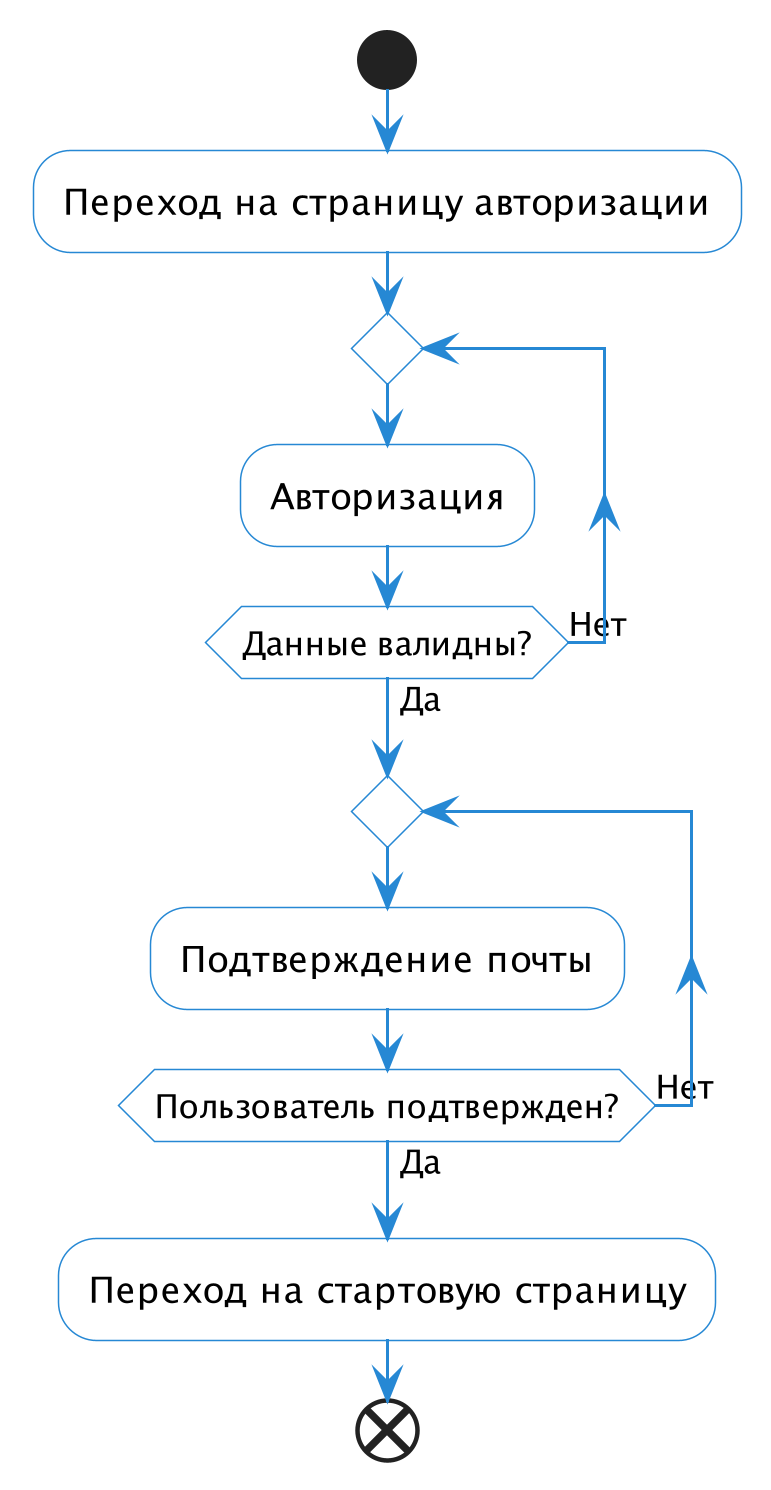 Переход на страницу авторизации
Авторизация
Данные валидны?
Нет
Да
Подтверждение почты
Пользователь подтвержден?
Нет
Да
Переход на стартовую страницу